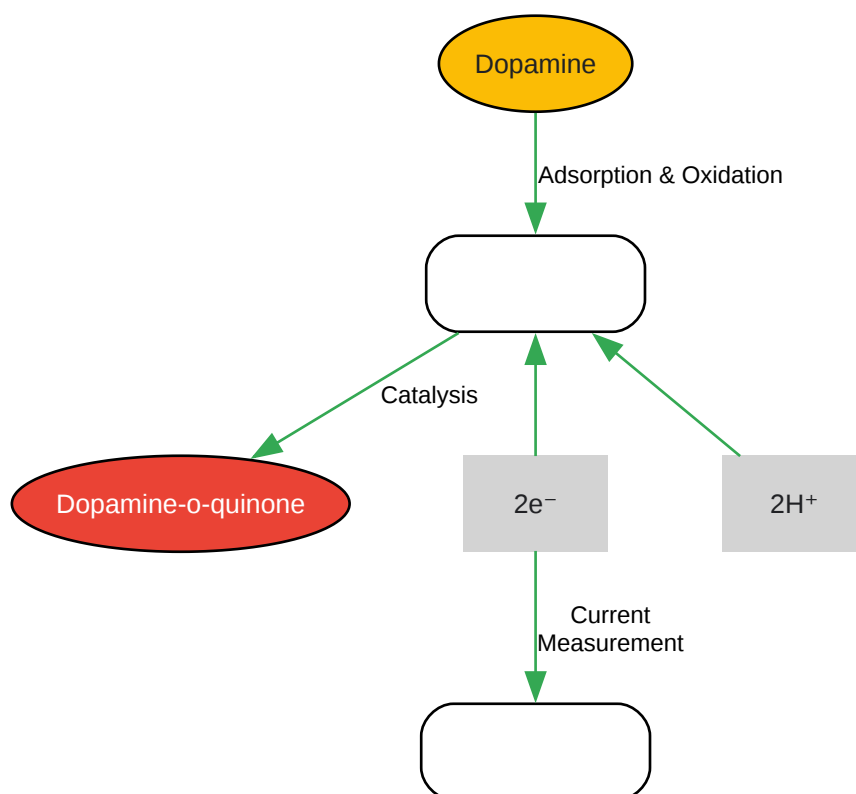 Dopamine
Adsorption & Oxidation
Catalysis
Dopamine-o-quinone
2e⁻
2H⁺
Current
Measurement